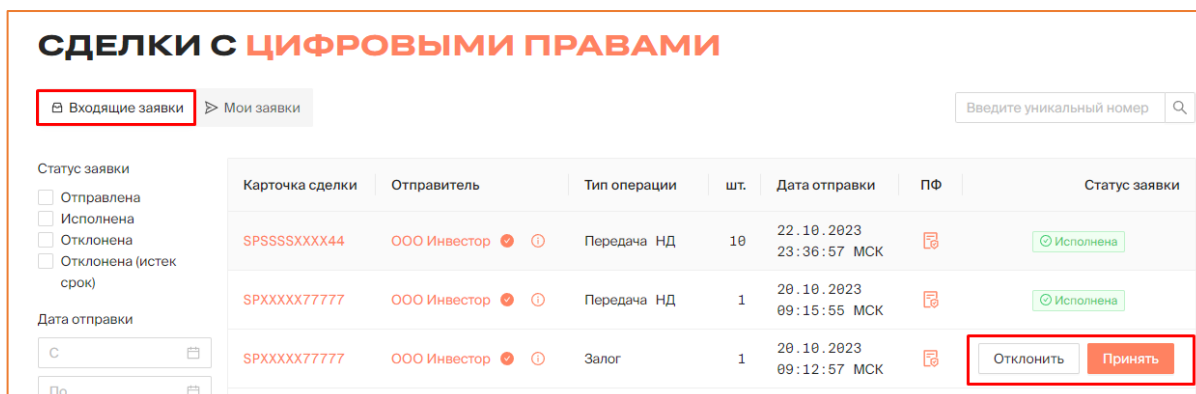 СДЕЛКИ С ЦИФРОВЫМИ ПРАВАМИ
Входящие заявки Мои заявки Введите уникальный номер
Статус заявки
Отправлена
Исполнена
Отклонена
Отклонена (истек
срок)
Дата отправки
С
По
Карточка сделки Отправитель Тип операции шт. Дата отправки ПФ Статус заявки
SPSSSSXXXX44 ООО Инвестор Передача НД 10 22.10.2023
23:36:57 МСК Исполнена
SPXXXXX77777 ООО Инвестор Передача НД 1 20.10.2023
09:15:55 МСК Исполнена
SPXXXXX77777 ООО Инвестор Залог 1 20.10.2023
09:12:57 МСК Отклонить Принять